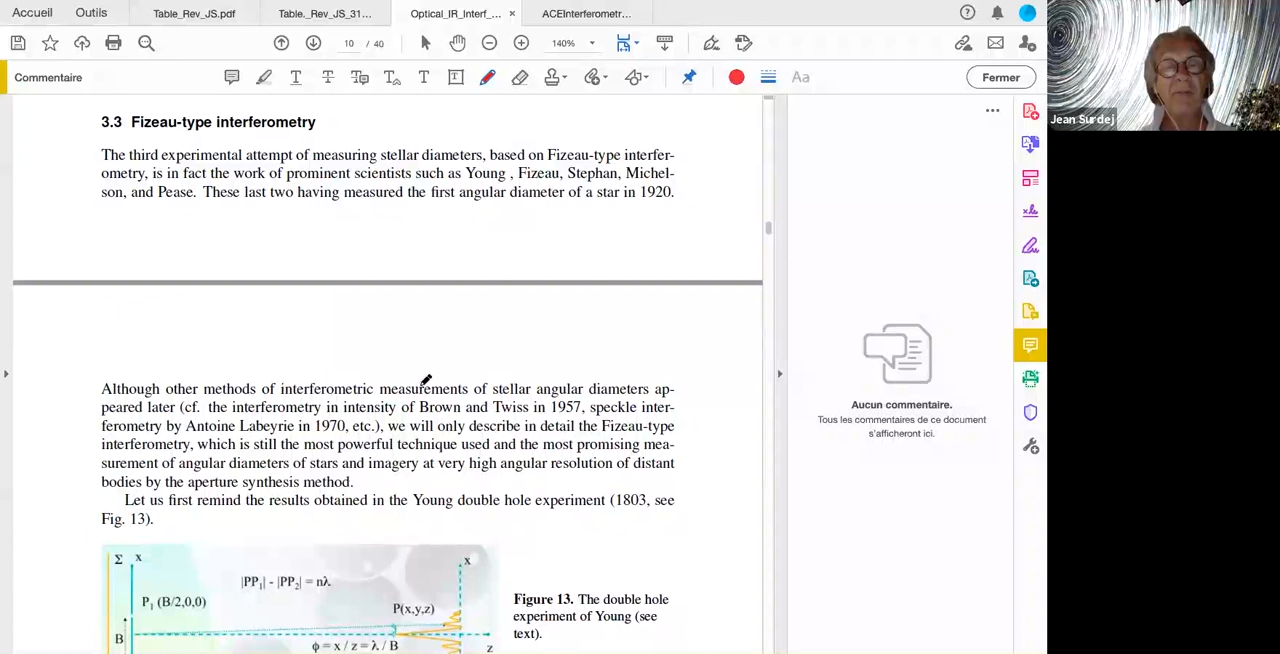 Accueil Outils Table_Rev_JS.pdf Table._Rev_JS_31... Optical_IR_Interf_... × ACEInterferometr...
10 / 40 140%
Commentaire Aa Fermer
3.3 Fizeau-type interferometry
The third experimental attempt of measuring stellar diameters, based on Fizeau-type interfer-
ometry, is in fact the work of prominent scientists such as Young , Fizeau, Stephan, Michel-
son, and Pease. These last two having measured the first angular diameter of a star in 1920.
Although other methods of interferometric measurements of stellar angular diameters ap-
peared later (cf. the interferometry in intensity of Brown and Twiss in 1957, speckle inter-
ferometry by Antoine Labeyrie in 1970, etc.), we will only describe in detail the Fizeau-type
interferometry, which is still the most powerful technique used and the most promising mea-
surement of angular diameters of stars and imagery at very high angular resolution of distant
bodies by the aperture synthesis method.
Let us first remind the results obtained in the Young double hole experiment (1803, see
Fig. 13).
Σ x
x
|PP₁| - |PP₂| = nλ
P₁ (B/2,0,0)
P(x,y,z)
B
z
ϕ = x / z = λ / B
Figure 13. The double hole
experiment of Young (see
text).
Aucun commentaire.
Tous les commentaires de ce document
s'afficheront ici.
Jean Surdej